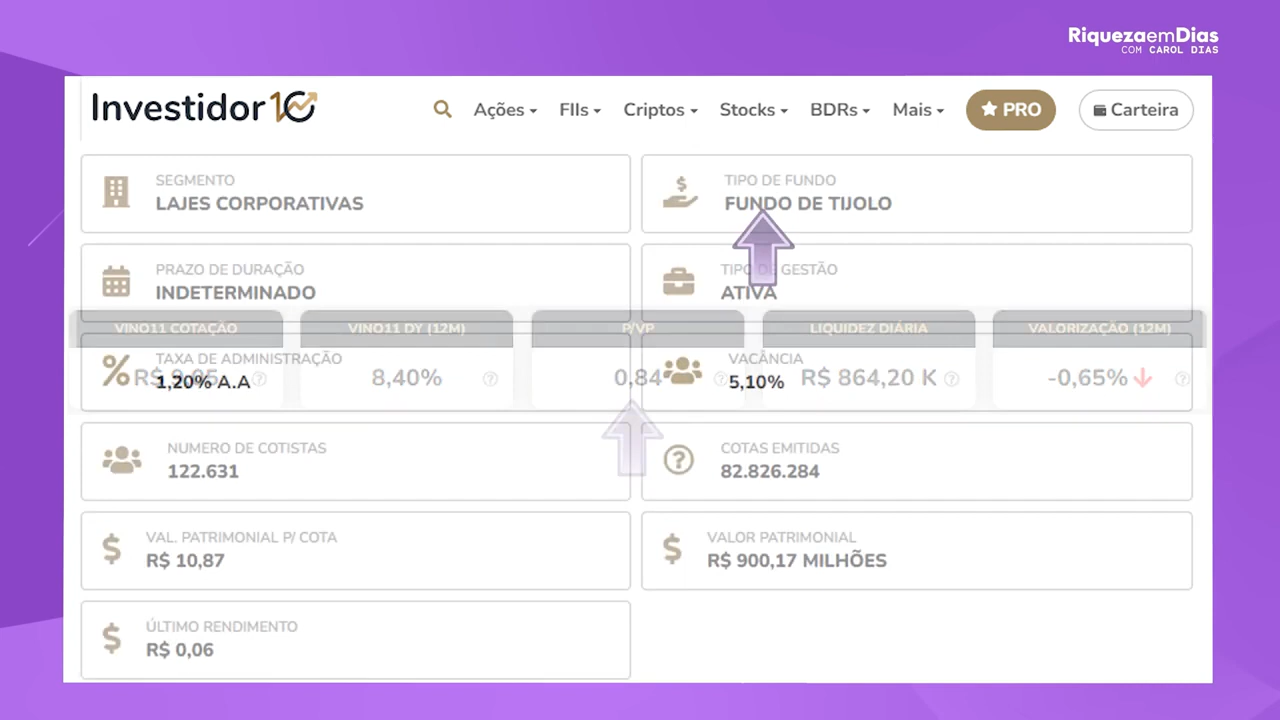 RiquezaemDias
COM CAROL DIAS
Investidor10
Ações FIIs Criptos Stocks BDRs Mais PRO Carteira
SEGMENTO
LAJES CORPORATIVAS
TIPO DE FUNDO
FUNDO DE TIJOLO
PRAZO DE DURAÇÃO
INDETERMINADO
TIPO DE GESTÃO
ATIVA
VINO11 COTAÇÃO VINO11 DY (12M) P/VP LIQUIDEZ DIÁRIA VALORIZAÇÃO (12M)
TAXA DE ADMINISTRAÇÃO
1,20% A.A
VACÂNCIA
5,10%
R$ 8,40% 0,84 R$ 864,20 K -0,65%
NUMERO DE COTISTAS
122.631
COTAS EMITIDAS
82.826.284
VAL. PATRIMONIAL P/ COTA
R$ 10,87
VALOR PATRIMONIAL
R$ 900,17 MILHÕES
ÚLTIMO RENDIMENTO
R$ 0,06